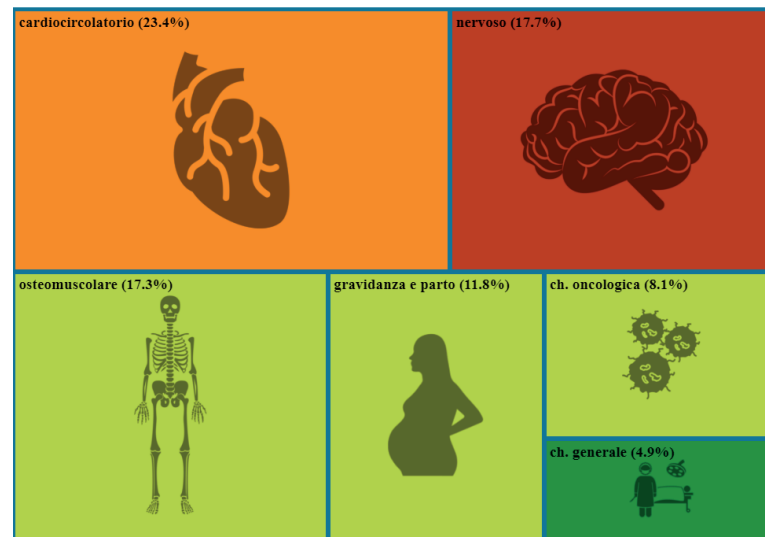 cardiocircolatorio (23.4%)
nervoso (17.7%)
osteomuscolare (17.3%)
gravidanza e parto (11.8%)
ch. oncologica (8.1%)
ch. generale (4.9%)